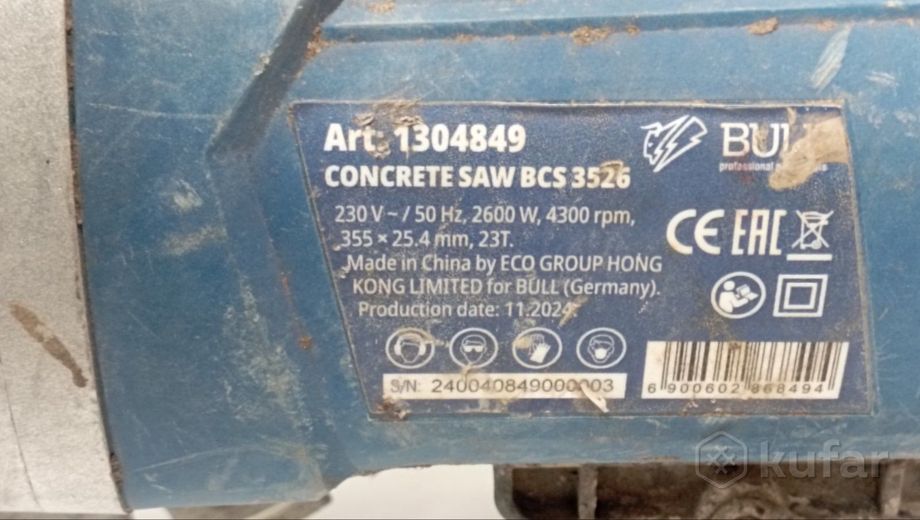 Art: 1304849
BULL
professional
CONCRETE SAW BCS 3526
230 V ~ / 50 Hz, 2600 W, 4300 rpm,
355 × 25.4 mm, 23T.
Made in China by ECO GROUP HONG
KONG LIMITED for BULL (Germany).
Production date: 11.2024.
CE EAC
S/N: 240040849000003
6 900602 868494
kufar